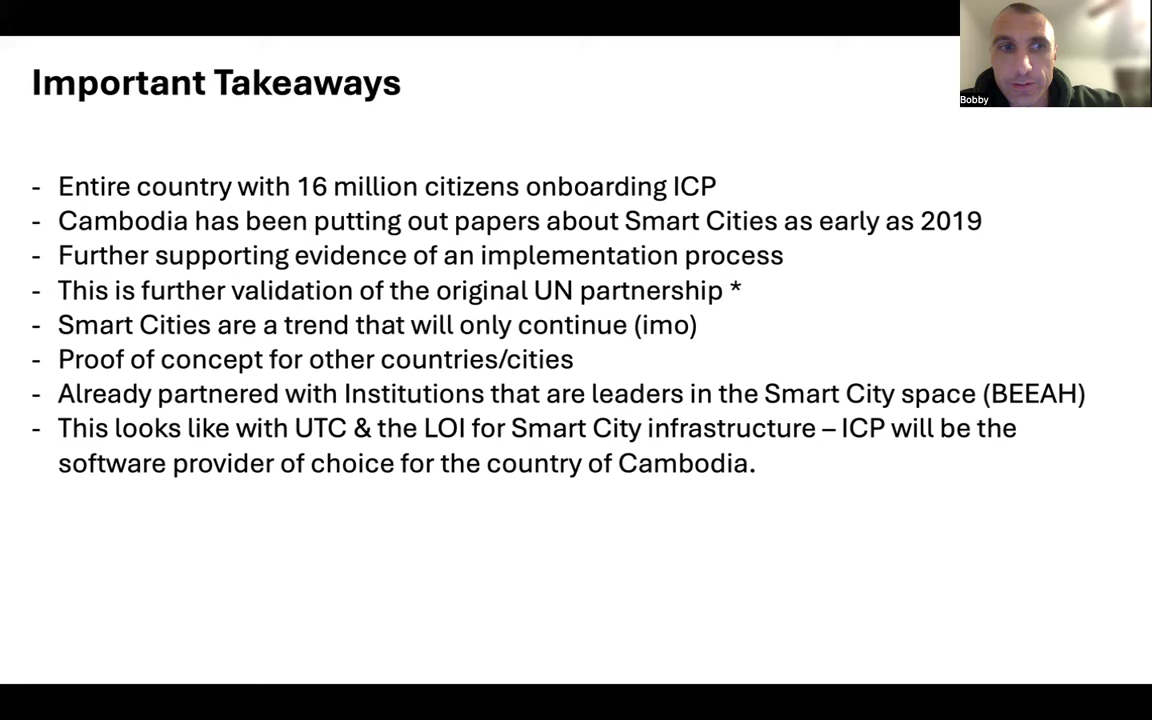 Important Takeaways
Bobby
- Entire country with 16 million citizens onboarding ICP
- Cambodia has been putting out papers about Smart Cities as early as 2019
- Further supporting evidence of an implementation process
- This is further validation of the original UN partnership *
- Smart Cities are a trend that will only continue (imo)
- Proof of concept for other countries/cities
- Already partnered with Institutions that are leaders in the Smart City space (BEEAH)
- This looks like with UTC & the LOI for Smart City infrastructure – ICP will be the
software provider of choice for the country of Cambodia.